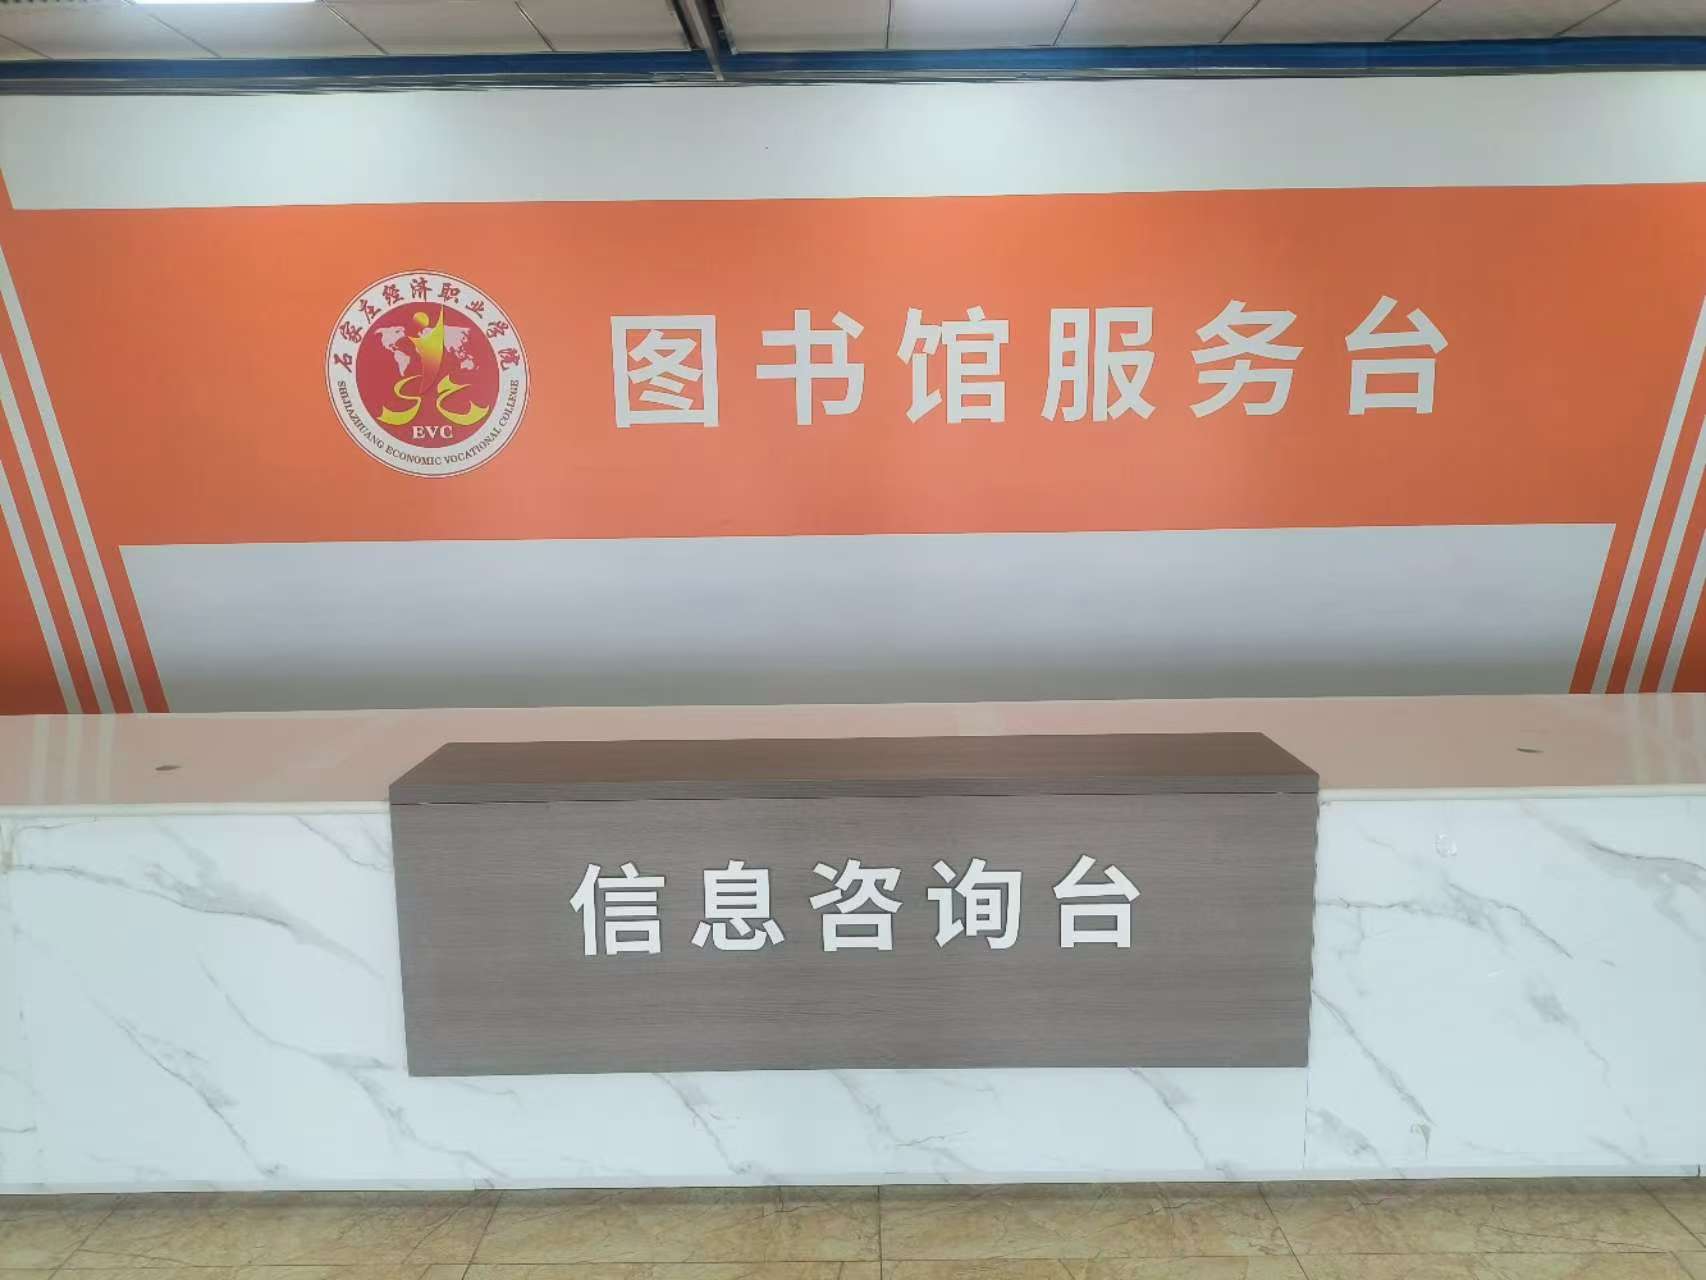 石家庄经济职业学院
EVC
SHIJIAZHUANG ECONOMIC VOCATIONAL COLLEGE
图书馆服务台
信息咨询台